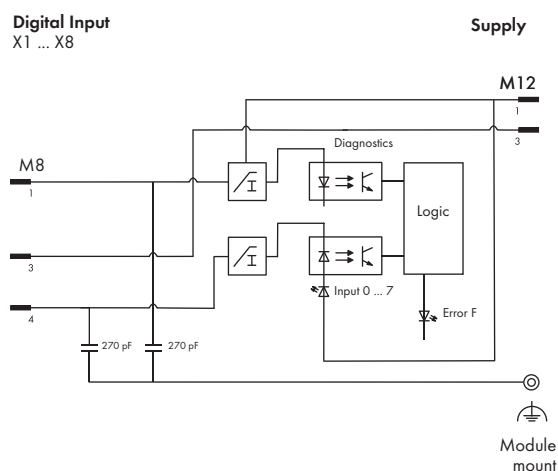 Digital Input
X1 ... X8
Supply
M12
1
3
Diagnostics
M8
1
Logic
3
Input 0 ... 7
4
Error F
270 pF
270 pF
Module
mount